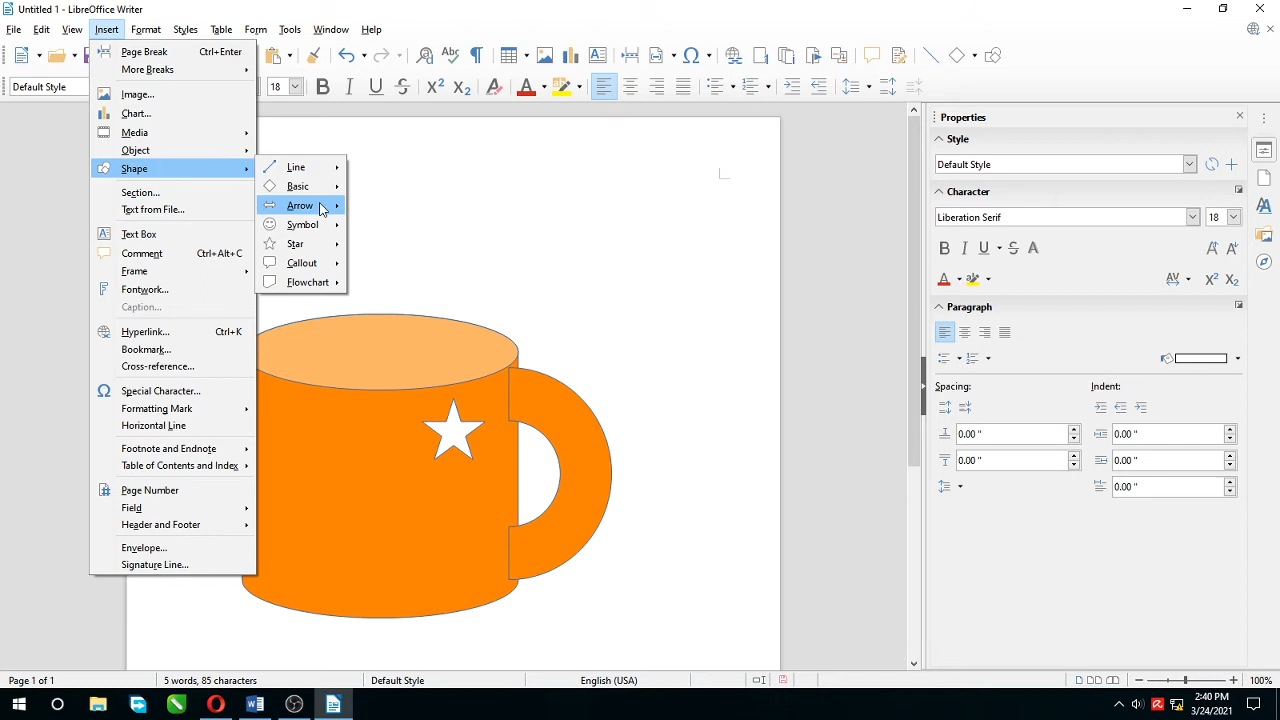 Untitled 1 - LibreOffice Writer
File Edit View Insert Format Styles Table Form Tools Window Help
Default Style
18
Page Break Ctrl+Enter
More Breaks
Image...
Chart...
Media
Object
Shape
Section...
Text from File...
Text Box
Comment Ctrl+Alt+C
Frame
Fontwork...
Caption...
Hyperlink... Ctrl+K
Bookmark...
Cross-reference...
Special Character...
Formatting Mark
Horizontal Line
Footnote and Endnote
Table of Contents and Index
Page Number
Field
Header and Footer
Envelope...
Signature Line...
Line
Basic
Arrow
Symbol
Star
Callout
Flowchart
Properties
Style
Default Style
Character
Liberation Serif 18
Paragraph
Spacing: Indent:
0.00 " 0.00 "
0.00 " 0.00 "
0.00 "
Page 1 of 1 5 words, 85 characters Default Style English (USA) 100%
2:40 PM
3/24/2021